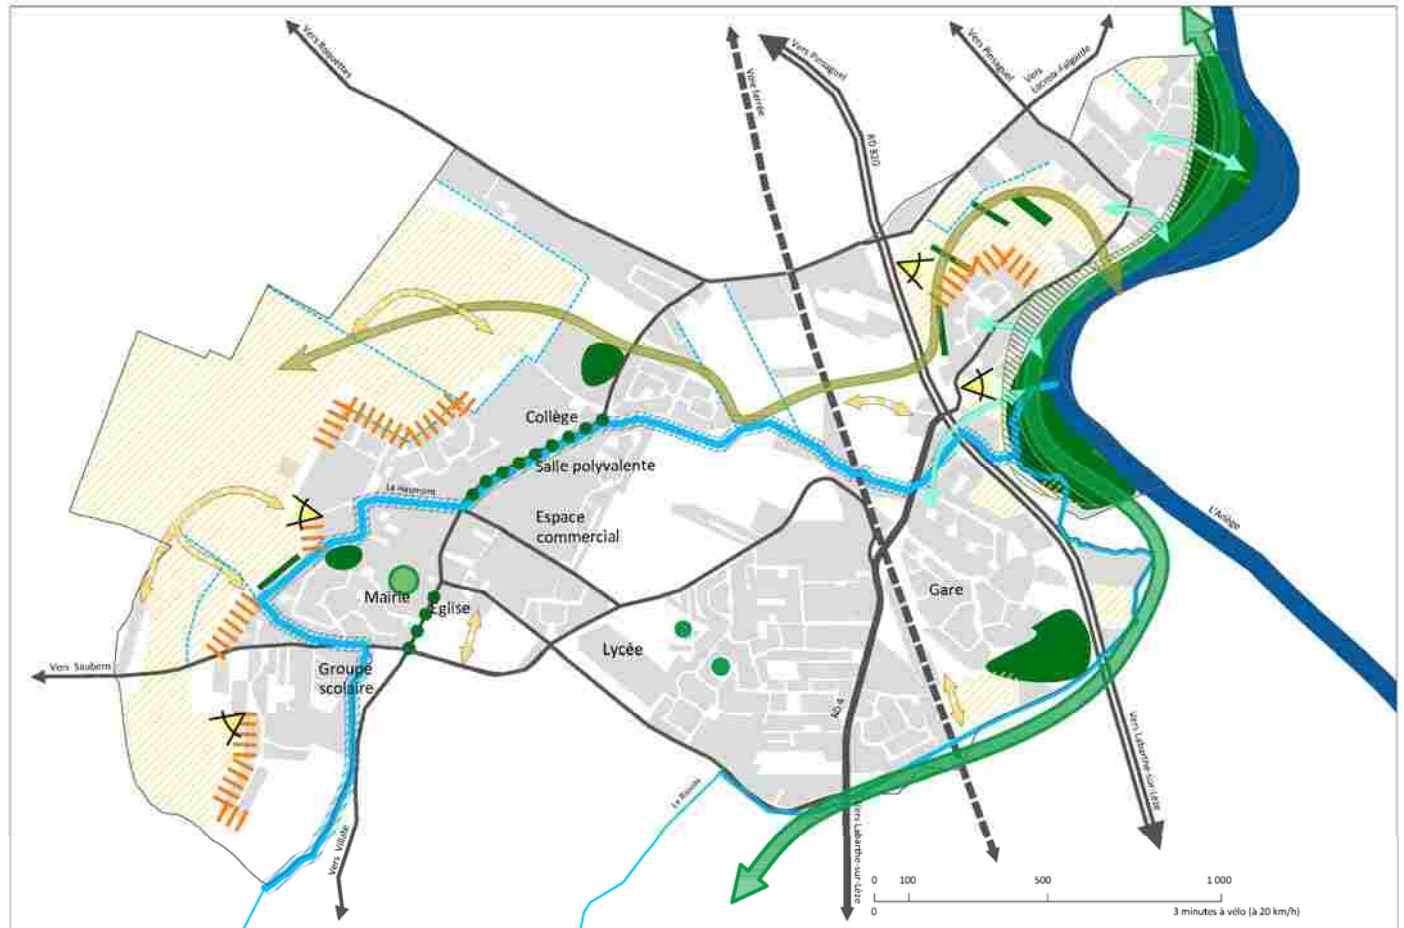 Vers Roquettes
Voie ferrée
Vers Pinsaguel
RD 820
Vers Pinsaguel
Vers
Lacroix-Falgarde
Collège
Salle polyvalente
Le Haumont
Espace
commercial
L'Ariège
Mairie
Eglise
Gare
Lycée
Vers Saubens
Groupe
scolaire
RD 4
Vers Labarthe-sur-Lèze
Vers Villate
Vers Labarthe-sur-Lèze
0 100 500 1 000
0 3 minutes à vélo (à 20 km/h)